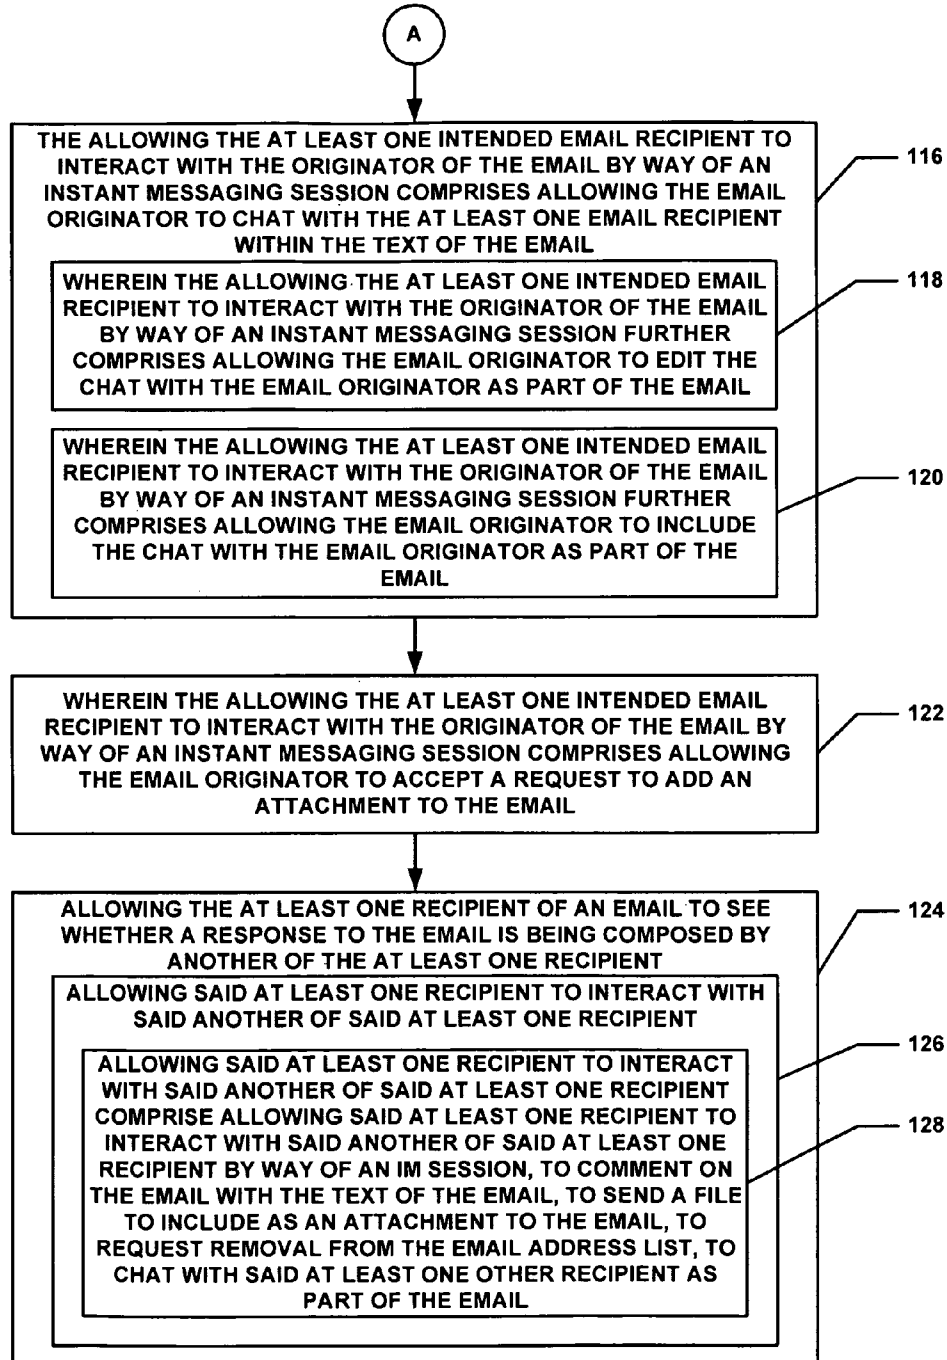 A
THE ALLOWING THE AT LEAST ONE INTENDED EMAIL RECIPIENT TO
INTERACT WITH THE ORIGINATOR OF THE EMAIL BY WAY OF AN
INSTANT MESSAGING SESSION COMPRISES ALLOWING THE EMAIL
ORIGINATOR TO CHAT WITH THE AT LEAST ONE EMAIL RECIPIENT
WITHIN THE TEXT OF THE EMAIL
116
WHEREIN THE ALLOWING THE AT LEAST ONE INTENDED EMAIL
RECIPIENT TO INTERACT WITH THE ORIGINATOR OF THE EMAIL
BY WAY OF AN INSTANT MESSAGING SESSION FURTHER
COMPRISES ALLOWING THE EMAIL ORIGINATOR TO EDIT THE
CHAT WITH THE EMAIL ORIGINATOR AS PART OF THE EMAIL
118
WHEREIN THE ALLOWING THE AT LEAST ONE INTENDED EMAIL
RECIPIENT TO INTERACT WITH THE ORIGINATOR OF THE EMAIL
BY WAY OF AN INSTANT MESSAGING SESSION FURTHER
COMPRISES ALLOWING THE EMAIL ORIGINATOR TO INCLUDE
THE CHAT WITH THE EMAIL ORIGINATOR AS PART OF THE
EMAIL
120
WHEREIN THE ALLOWING THE AT LEAST ONE INTENDED EMAIL
RECIPIENT TO INTERACT WITH THE ORIGINATOR OF THE EMAIL BY
WAY OF AN INSTANT MESSAGING SESSION COMPRISES ALLOWING
THE EMAIL ORIGINATOR TO ACCEPT A REQUEST TO ADD AN
ATTACHMENT TO THE EMAIL
122
ALLOWING THE AT LEAST ONE RECIPIENT OF AN EMAIL TO SEE
WHETHER A RESPONSE TO THE EMAIL IS BEING COMPOSED BY
ANOTHER OF THE AT LEAST ONE RECIPIENT
124
ALLOWING SAID AT LEAST ONE RECIPIENT TO INTERACT WITH
SAID ANOTHER OF SAID AT LEAST ONE RECIPIENT
126
ALLOWING SAID AT LEAST ONE RECIPIENT TO INTERACT
WITH SAID ANOTHER OF SAID AT LEAST ONE RECIPIENT
COMPRISE ALLOWING SAID AT LEAST ONE RECIPIENT TO
INTERACT WITH SAID ANOTHER OF SAID AT LEAST ONE
RECIPIENT BY WAY OF AN IM SESSION, TO COMMENT ON
THE EMAIL WITH THE TEXT OF THE EMAIL, TO SEND A FILE
TO INCLUDE AS AN ATTACHMENT TO THE EMAIL, TO
REQUEST REMOVAL FROM THE EMAIL ADDRESS LIST, TO
CHAT WITH SAID AT LEAST ONE OTHER RECIPIENT AS
PART OF THE EMAIL
128